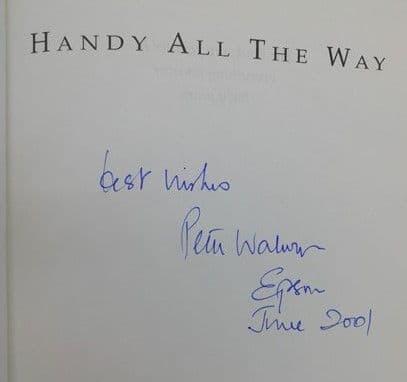 HANDY ALL THE WAY
best wishes
Peter Walwyn
Epsom
June 2001